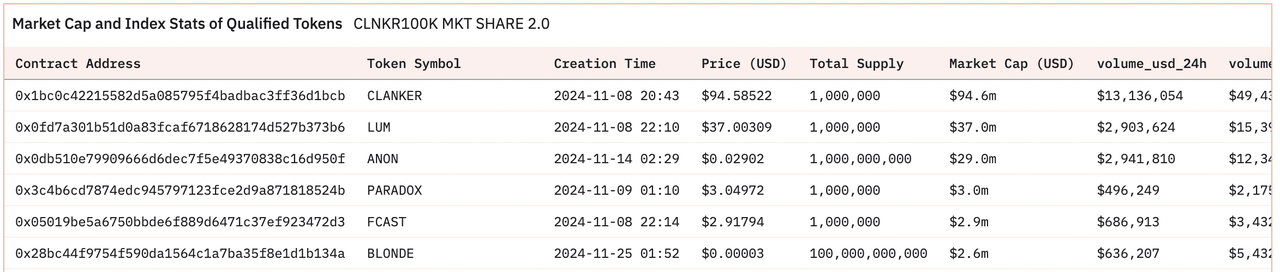 Market Cap and Index Stats of Qualified Tokens CLNKR100K MKT SHARE 2.0
Contract Address Token Symbol Creation Time Price (USD) Total Supply Market Cap (USD) volume_usd_24h volume
0x1bc0c42215582d5a085795f4badbac3ff36d1bcb CLANKER 2024-11-08 20:43 $94.58522 1,000,000 $94.6m $13,136,054 $49,43
0x0fd7a301b51d0a83fcaf6718628174d527b373b6 LUM 2024-11-08 22:10 $37.00309 1,000,000 $37.0m $2,903,624 $15,39
0x0db510e79909666d6dec7f5e49370838c16d950f ANON 2024-11-14 02:29 $0.02902 1,000,000,000 $29.0m $2,941,810 $12,34
0x3c4b6cd7874edc945797123fce2d9a871818524b PARADOX 2024-11-09 01:10 $3.04972 1,000,000 $3.0m $496,249 $2,175
0x05019be5a6750bbde6f889d6471c37ef923472d3 FCAST 2024-11-08 22:14 $2.91794 1,000,000 $2.9m $686,913 $3,432
0x28bc44f9754f590da1564c1a7ba35f8e1d1b134a BLONDE 2024-11-25 01:52 $0.00003 100,000,000,000 $2.6m $636,207 $5,432